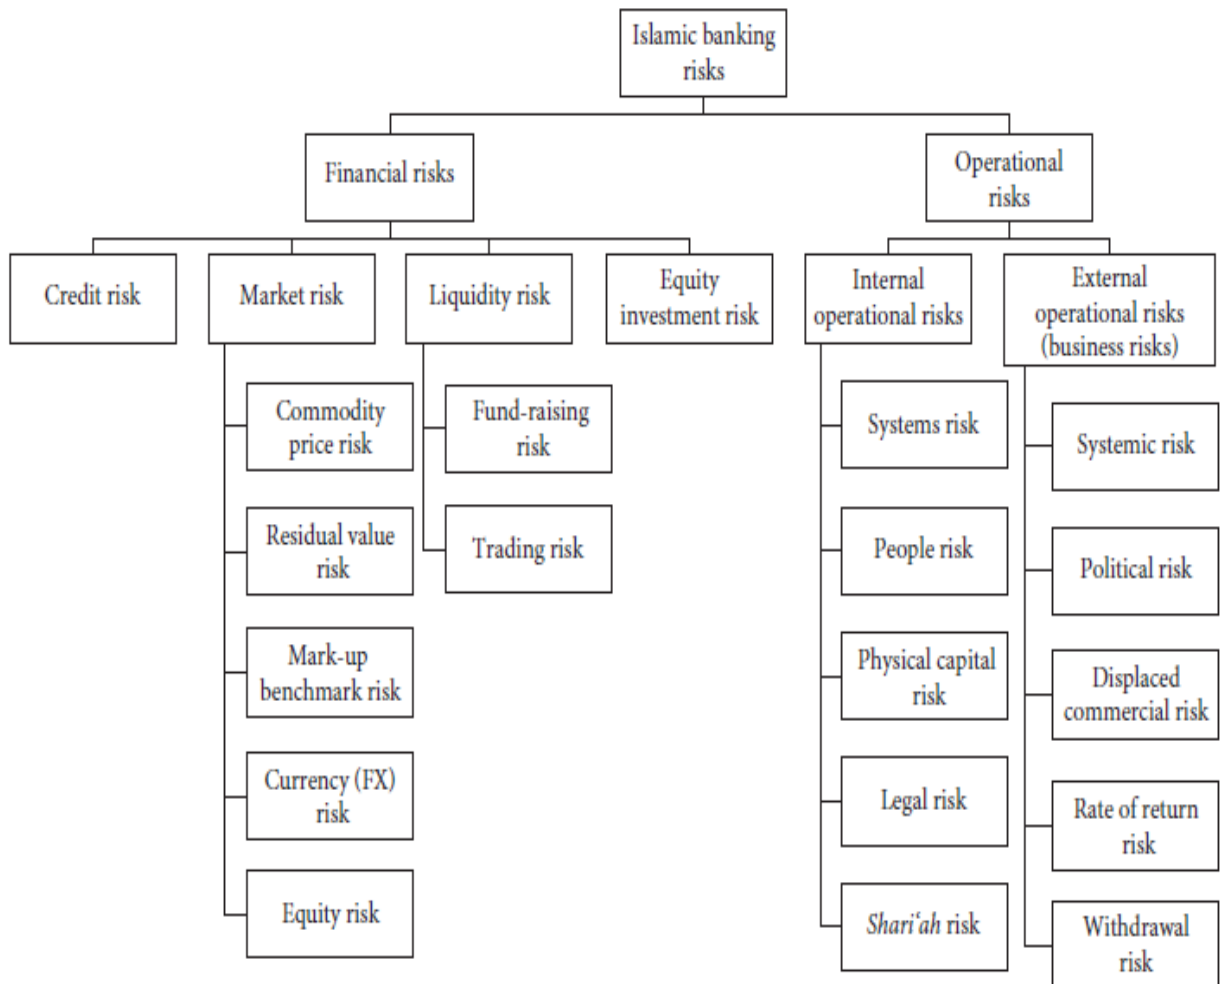 Islamic banking
risks
Financial risks
Operational
risks
Credit risk
Market risk
Liquidity risk
Equity
investment risk
Internal
operational risks
External
operational risks
(business risks)
Commodity
price risk
Residual value
risk
Mark-up
benchmark risk
Currency (FX)
risk
Equity risk
Fund-raising
risk
Trading risk
Systems risk
People risk
Physical capital
risk
Legal risk
Shari‘ah risk
Systemic risk
Political risk
Displaced
commercial risk
Rate of return
risk
Withdrawal
risk